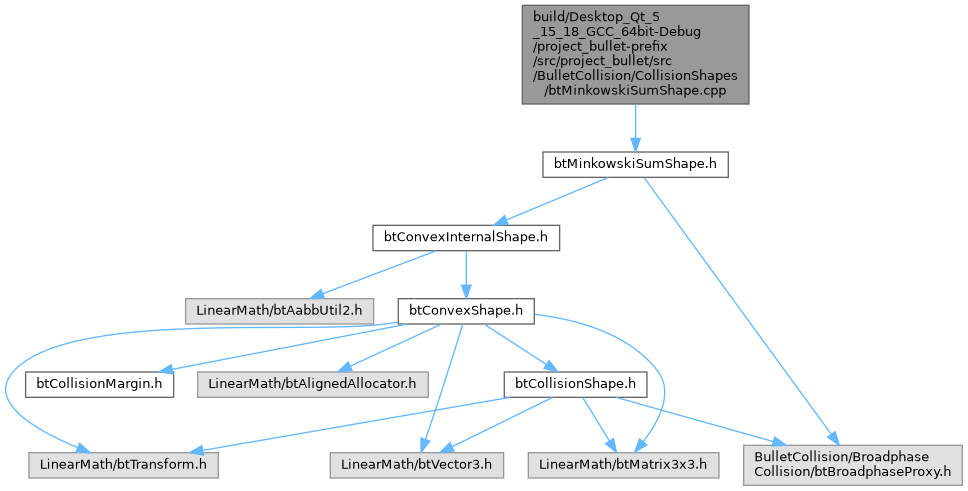 build/Desktop_Qt_5
_15_18_GCC_64bit-Debug
/project_bullet-prefix
/src/project_bullet/src
/BulletCollision/CollisionShapes
/btMinkowskiSumShape.cpp
btMinkowskiSumShape.h
btConvexInternalShape.h
LinearMath/btAabbUtil2.h
btConvexShape.h
btCollisionMargin.h
LinearMath/btAlignedAllocator.h
btCollisionShape.h
LinearMath/btTransform.h
LinearMath/btVector3.h
LinearMath/btMatrix3x3.h
BulletCollision/Broadphase
Collision/btBroadphaseProxy.h